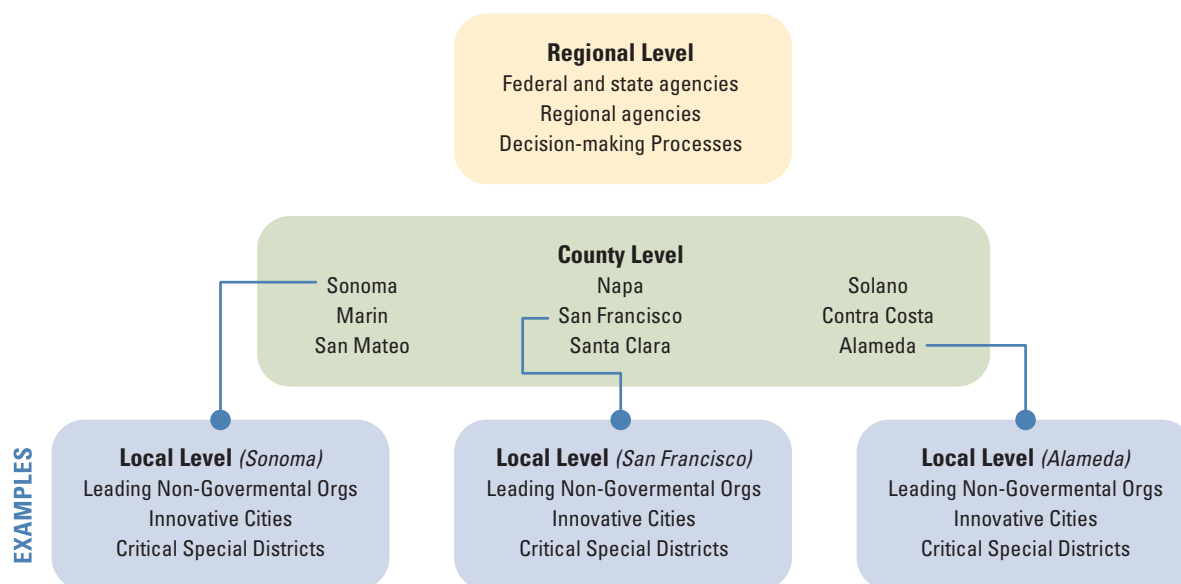 Regional Level
Federal and state agencies
Regional agencies
Decision-making Processes
County Level
Sonoma
Napa
Solano
Marin
San Francisco
Contra Costa
San Mateo
Santa Clara
Alameda
EXAMPLES
Local Level (Sonoma)
Leading Non-Govermental Orgs
Innovative Cities
Critical Special Districts
Local Level (San Francisco)
Leading Non-Govermental Orgs
Innovative Cities
Critical Special Districts
Local Level (Alameda)
Leading Non-Govermental Orgs
Innovative Cities
Critical Special Districts